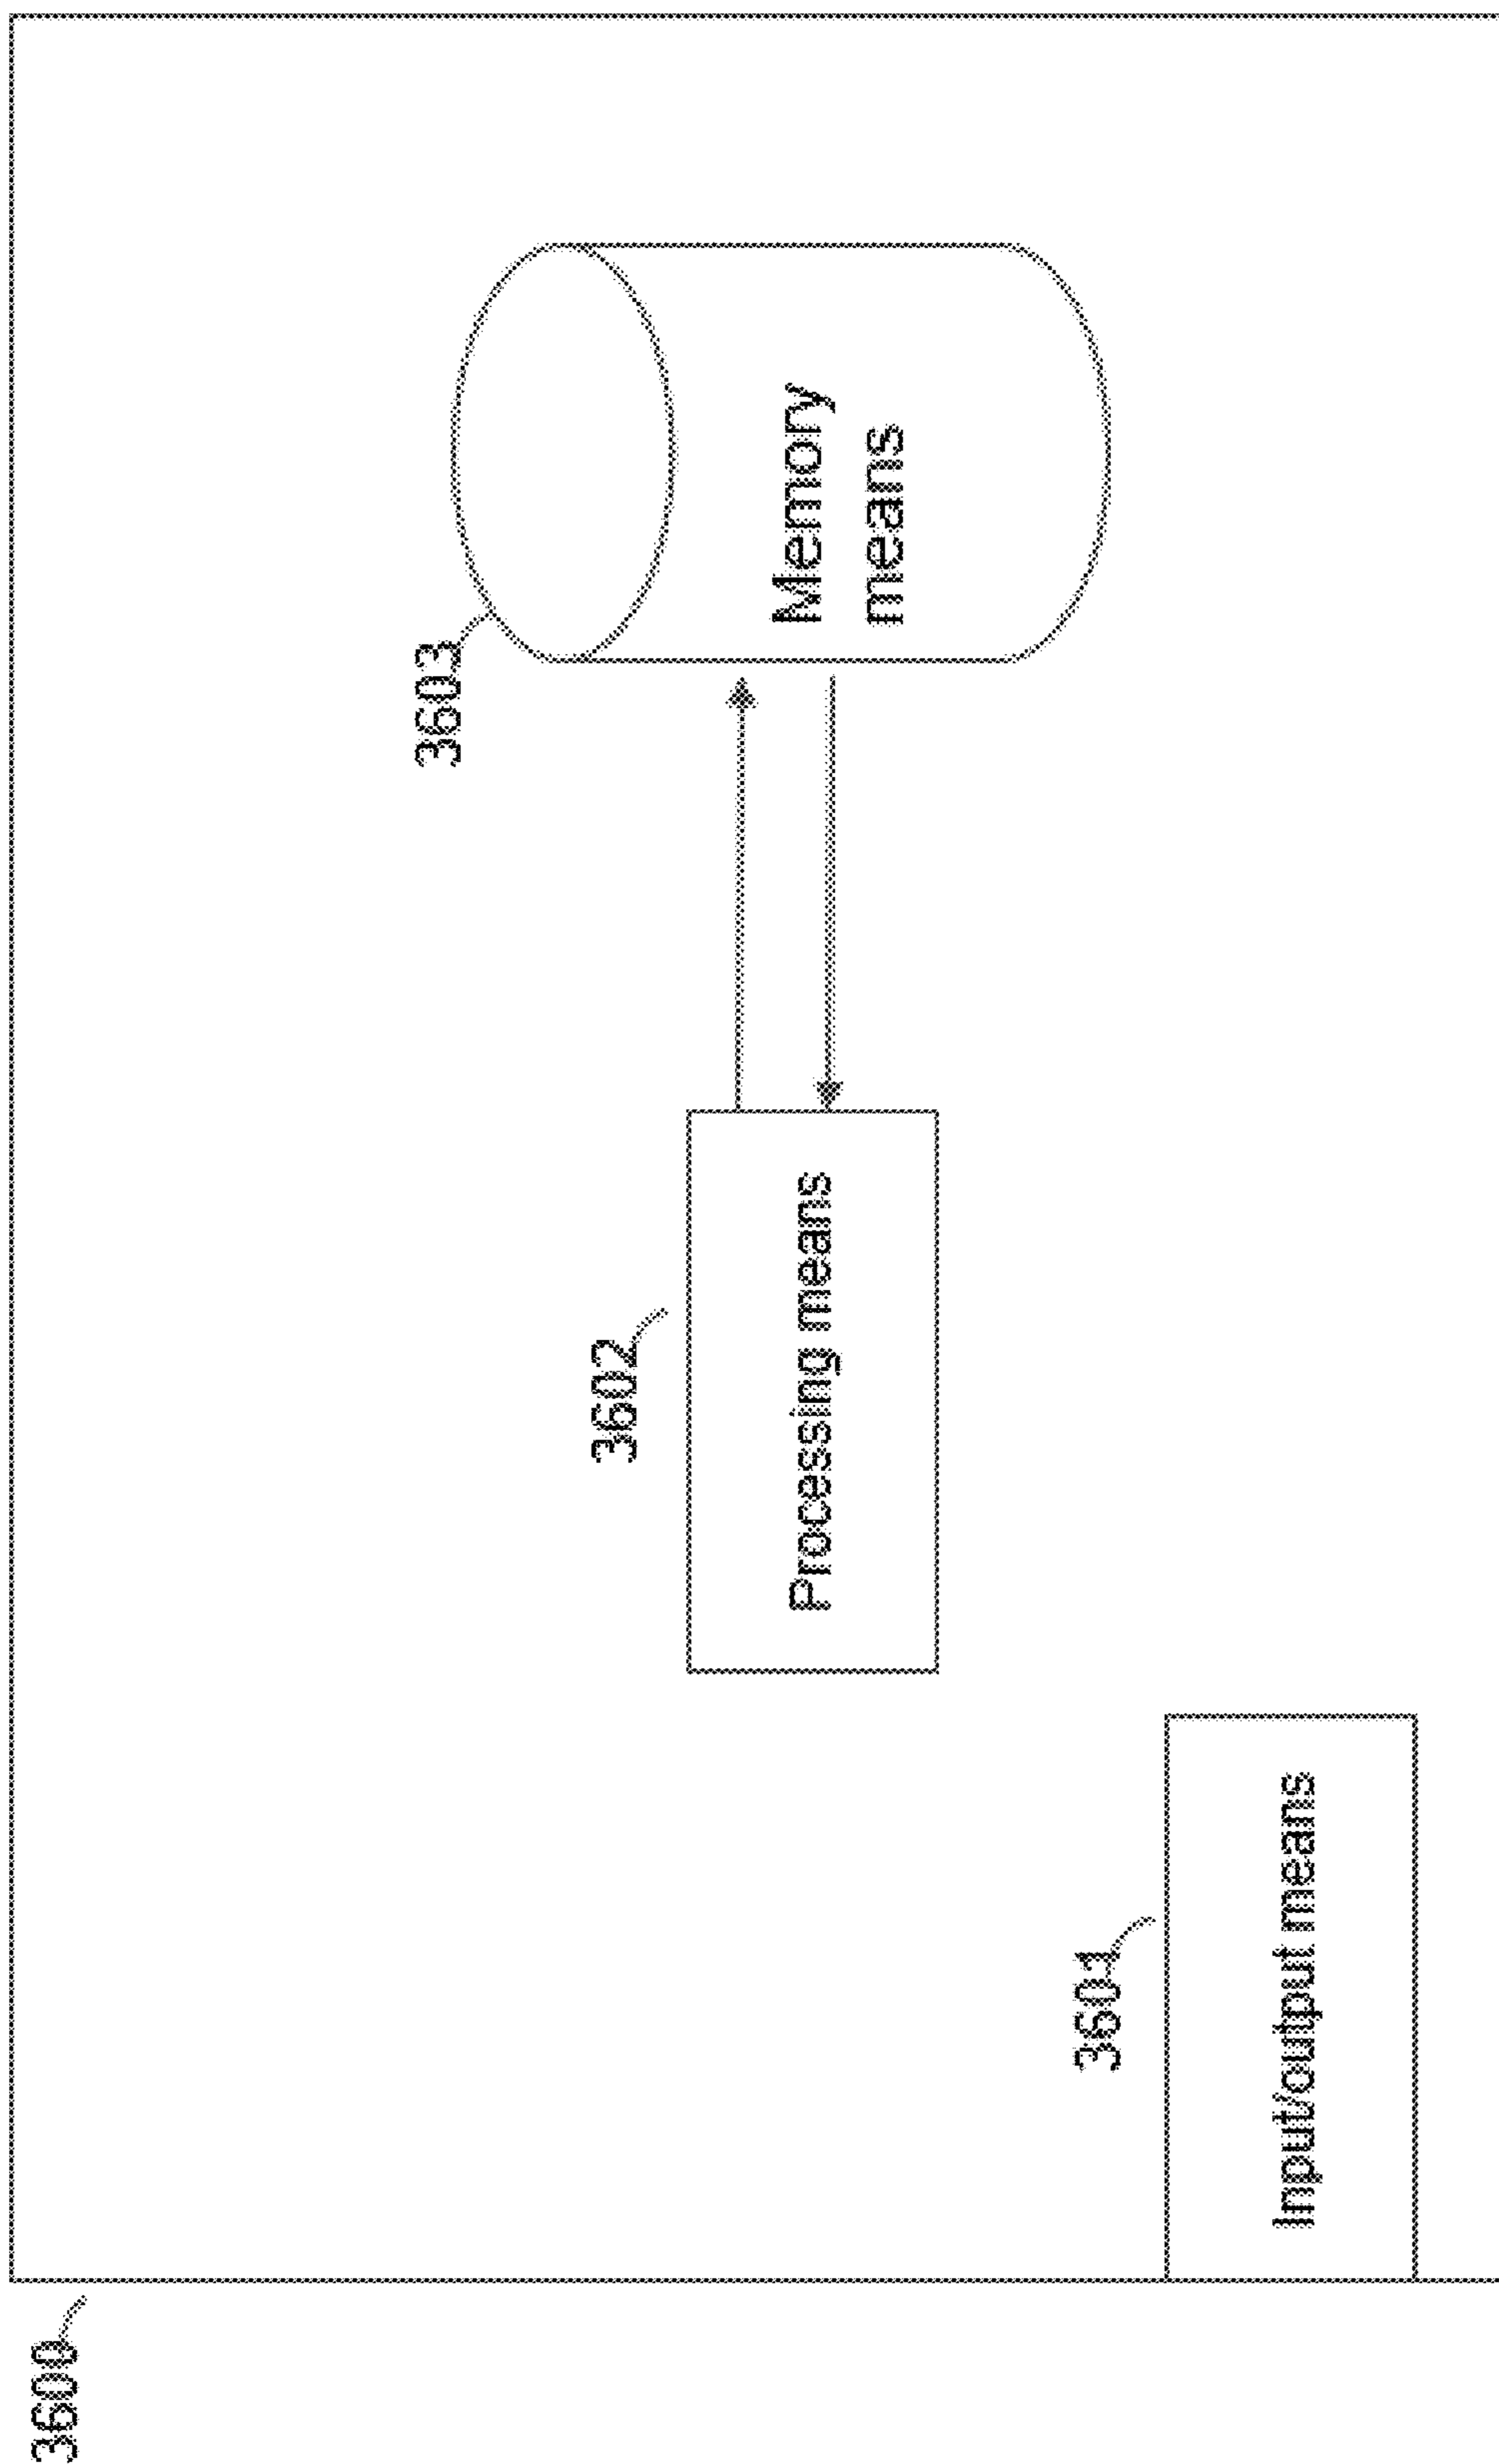 3600
3603
3602
Memory
means
Processing means
3601
Input/output means